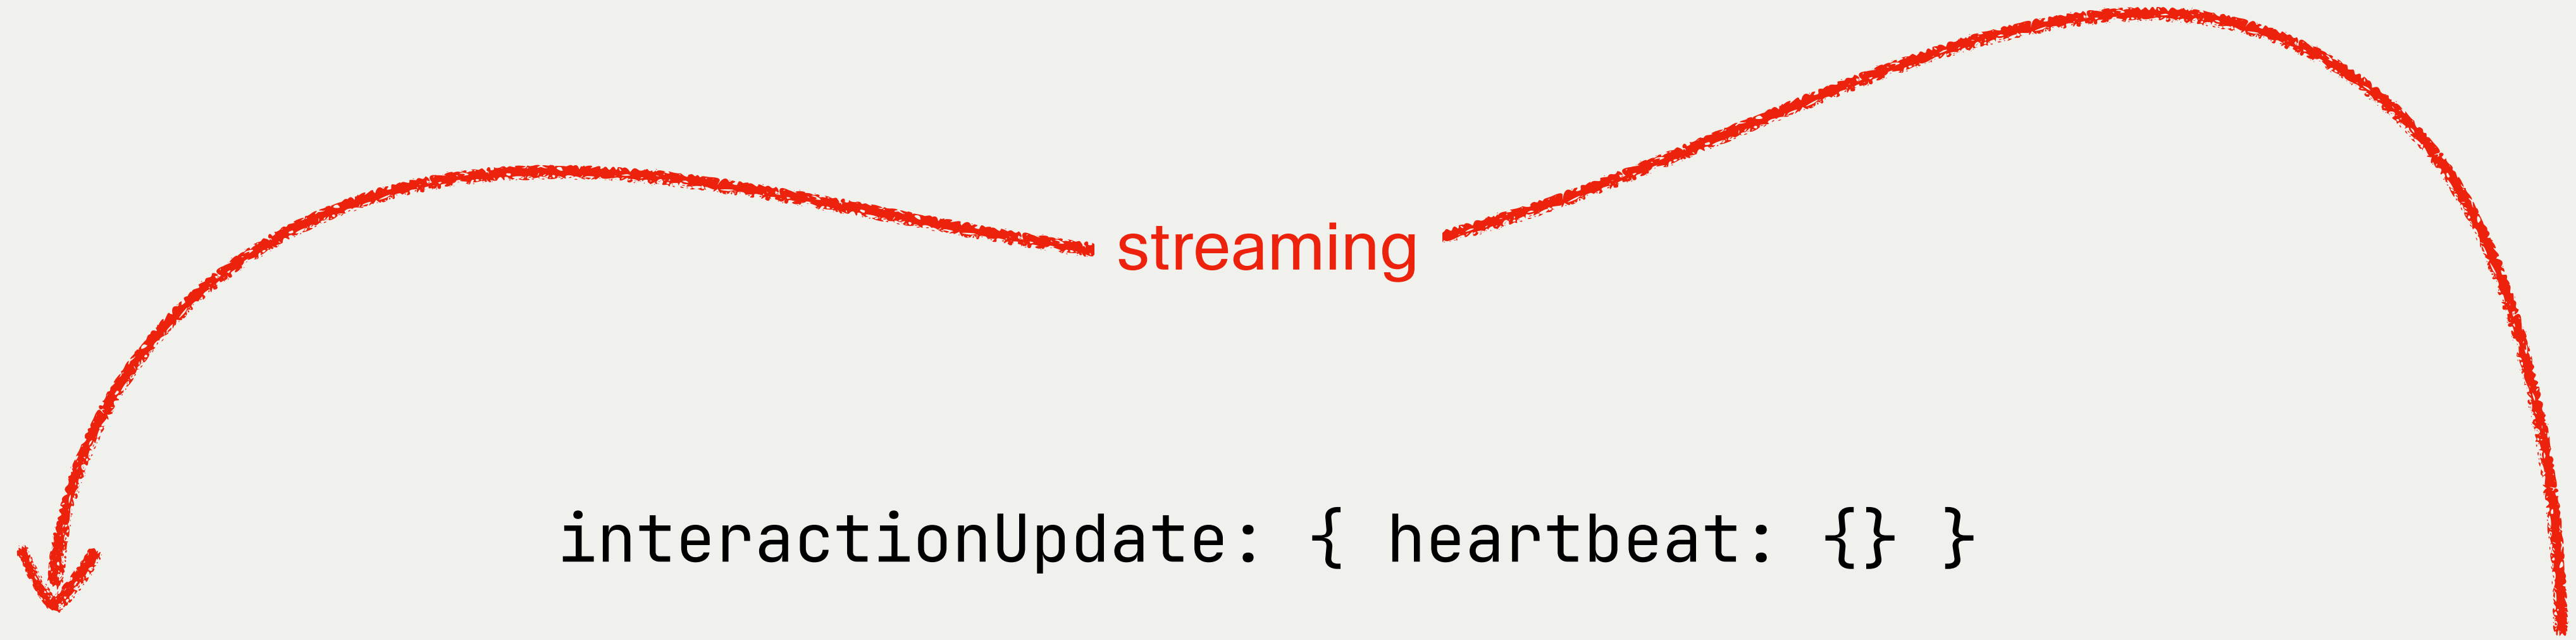 streaming
interactionUpdate: { heartbeat: {} }